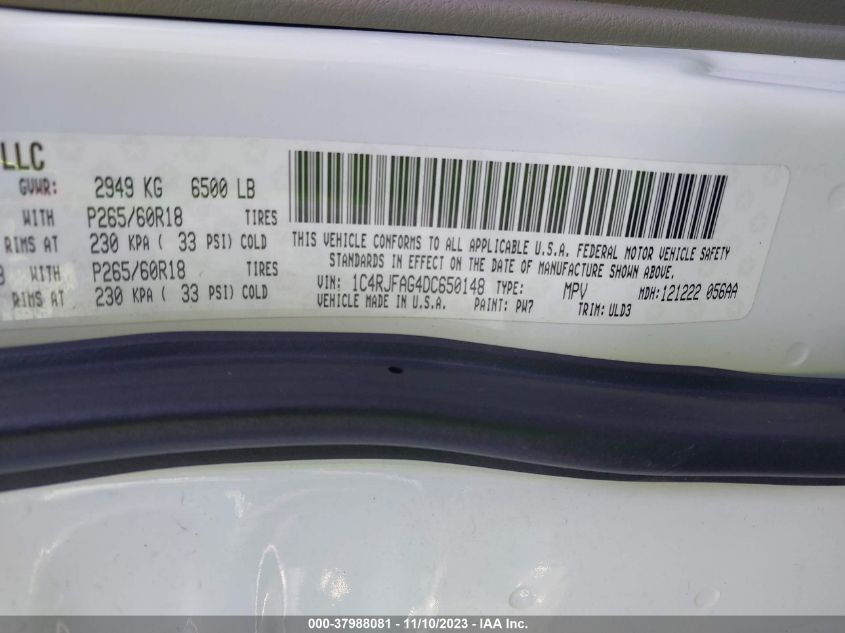 LLC
GVWR: 2949 KG 6500 LB
WITH P265/60R18 TIRES
RIMS AT 230 KPA ( 33 PSI) COLD
WITH P265/60R18 TIRES
RIMS AT 230 KPA ( 33 PSI) COLD
THIS VEHICLE CONFORMS TO ALL APPLICABLE U.S.A. FEDERAL MOTOR VEHICLE SAFETY
STANDARDS IN EFFECT ON THE DATE OF MANUFACTURE SHOWN ABOVE.
VIN: 1C4RJFAG4DC650148 TYPE: MPV MDH: 121222 056AA
VEHICLE MADE IN U.S.A. PAINT: PW7 TRIM: ULD3
000-37988081 - 11/10/2023 - IAA Inc.